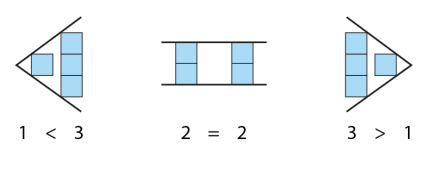 1 < 3 2 = 2 3 > 1